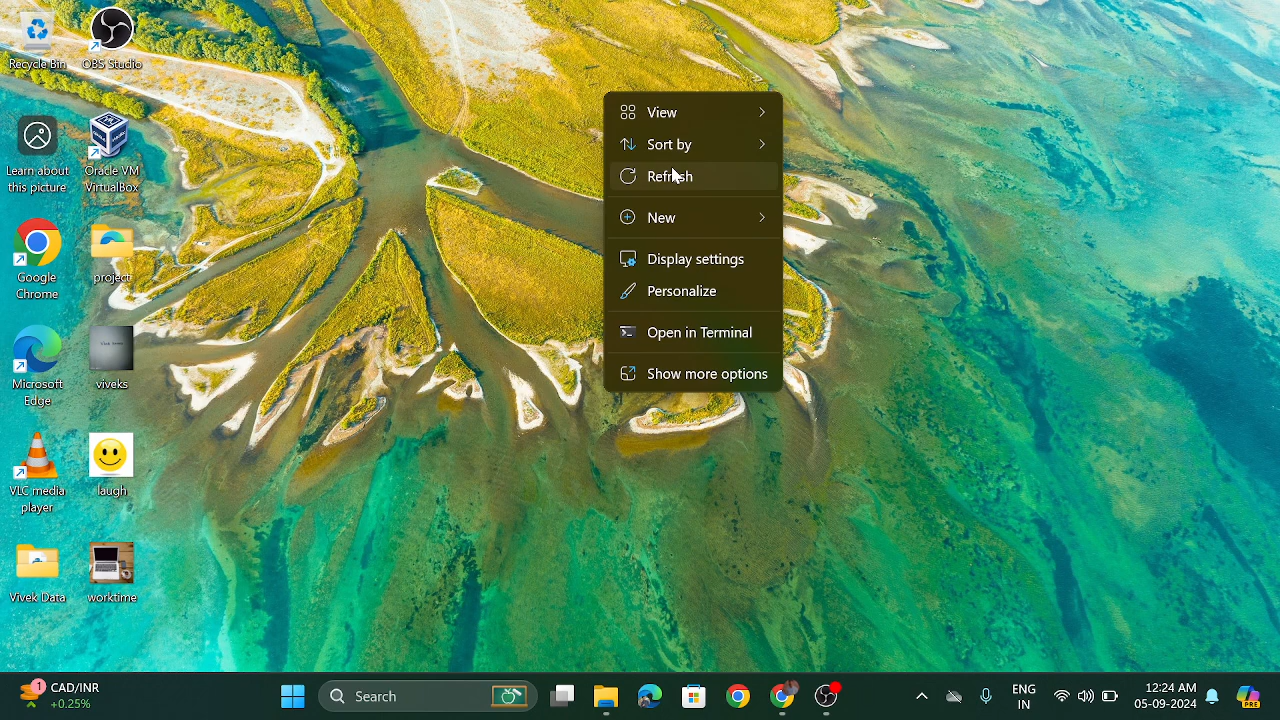 Recycle Bin
OBS Studio
Learn about
this picture
Oracle VM
VirtualBox
Google
Chrome
project
Microsoft
Edge
viveks
VLC media
player
laugh
Vivek Data
worktime
View
Sort by
Refresh
New
Display settings
Personalize
Open in Terminal
Show more options
1
CAD/INR
+0.25%
Search
ENG
IN
12:24 AM
05-09-2024
PRE